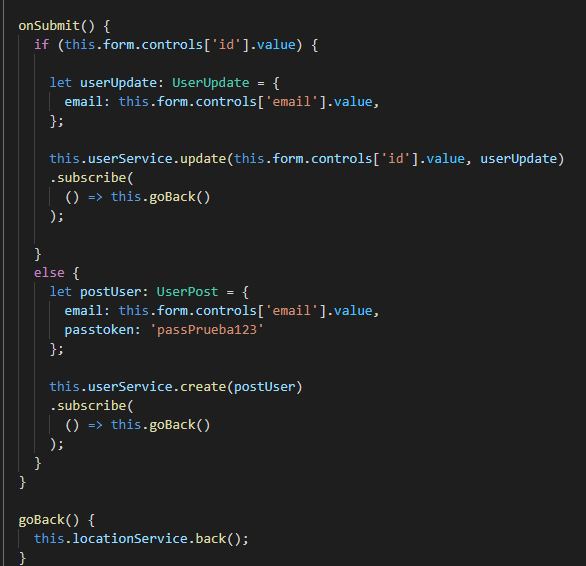 onSubmit() {
if (this.form.controls['id'].value) {
let userUpdate: UserUpdate = {
email: this.form.controls['email'].value,
};
this.userService.update(this.form.controls['id'].value, userUpdate)
.subscribe(
() => this.goBack()
);
}
else {
let postUser: UserPost = {
email: this.form.controls['email'].value,
passtoken: 'passPrueba123'
};
this.userService.create(postUser)
.subscribe(
() => this.goBack()
);
}
}
goBack() {
this.locationService.back();
}